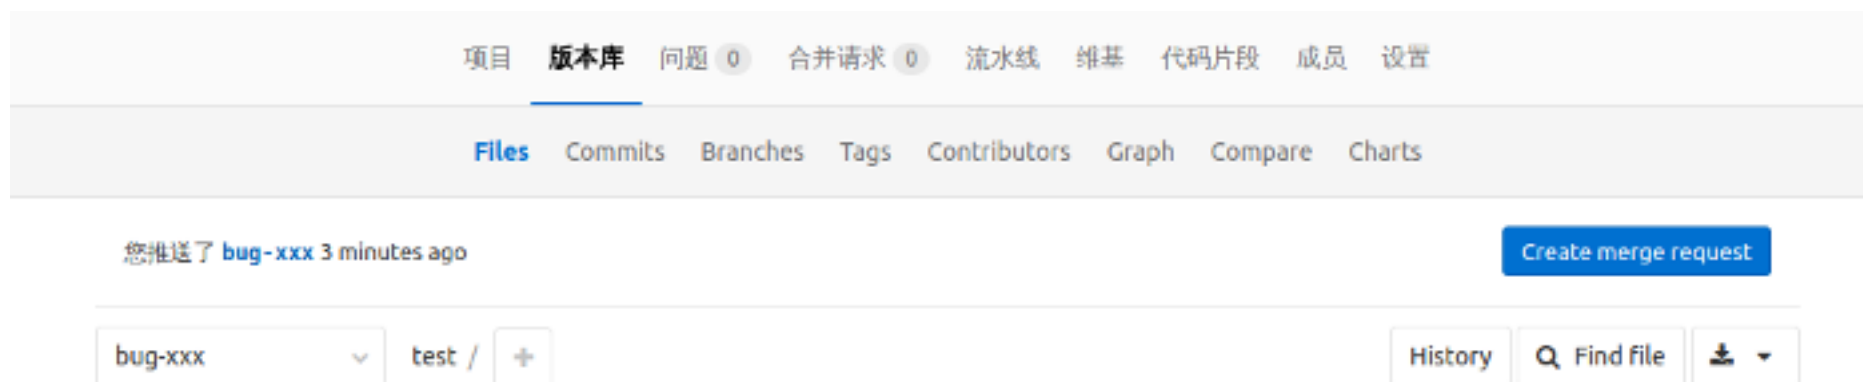 项目 版本库 问题 0 合并请求 0 流水线 维基 代码片段 成员 设置
Files Commits Branches Tags Contributors Graph Compare Charts
您推送了 bug-xxx 3 minutes ago Create merge request
bug-xxx test / + History Find file